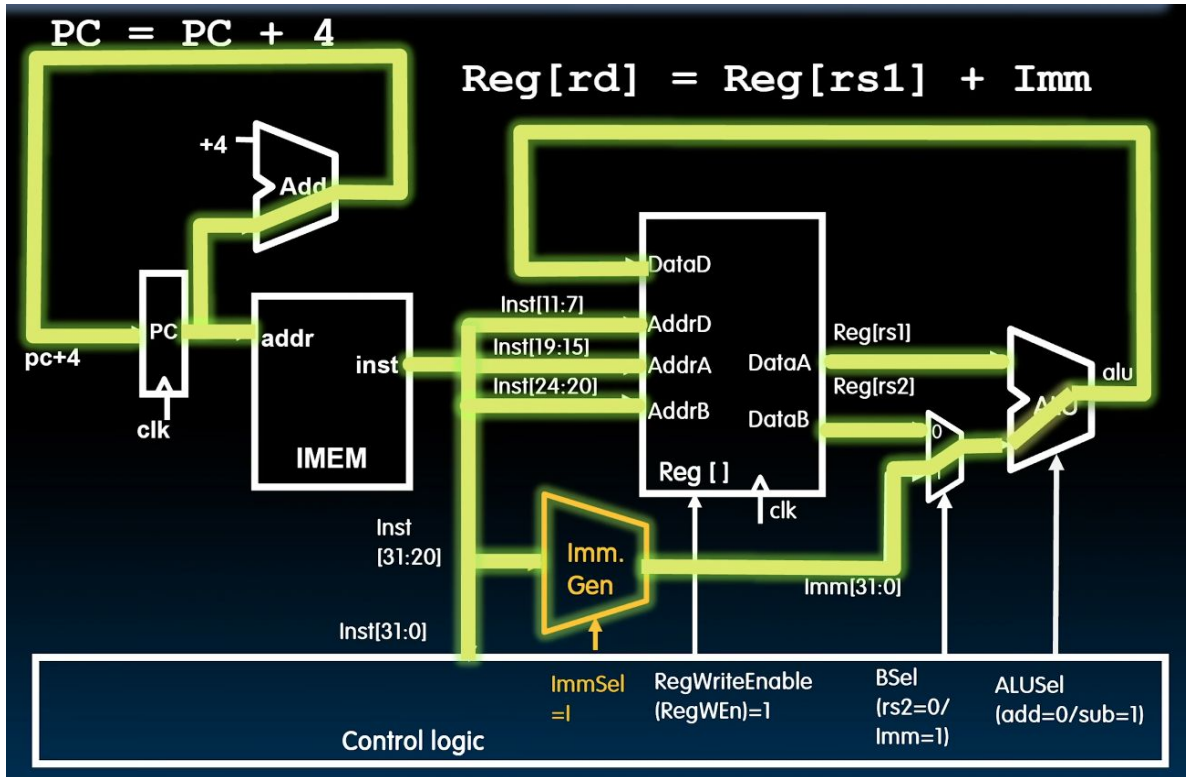 PC = PC + 4
Reg[rd] = Reg[rs1] + Imm
+4
Add
DataD
Inst[11:7]
AddrD
PC
addr
pc+4
inst
Inst[19:15]
AddrA
DataA
Reg[rs1]
alu
Inst[24:20]
AddrB
Reg[rs2]
DataB
0
1
ALU
clk
IMEM
Reg [ ]
clk
Inst
[31:20]
Imm.
Gen
Imm[31:0]
Inst[31:0]
ImmSel
=I
RegWriteEnable
(RegWEn)=1
BSel
(rs2=0/
Imm=1)
ALUSel
(add=0/sub=1)
Control logic